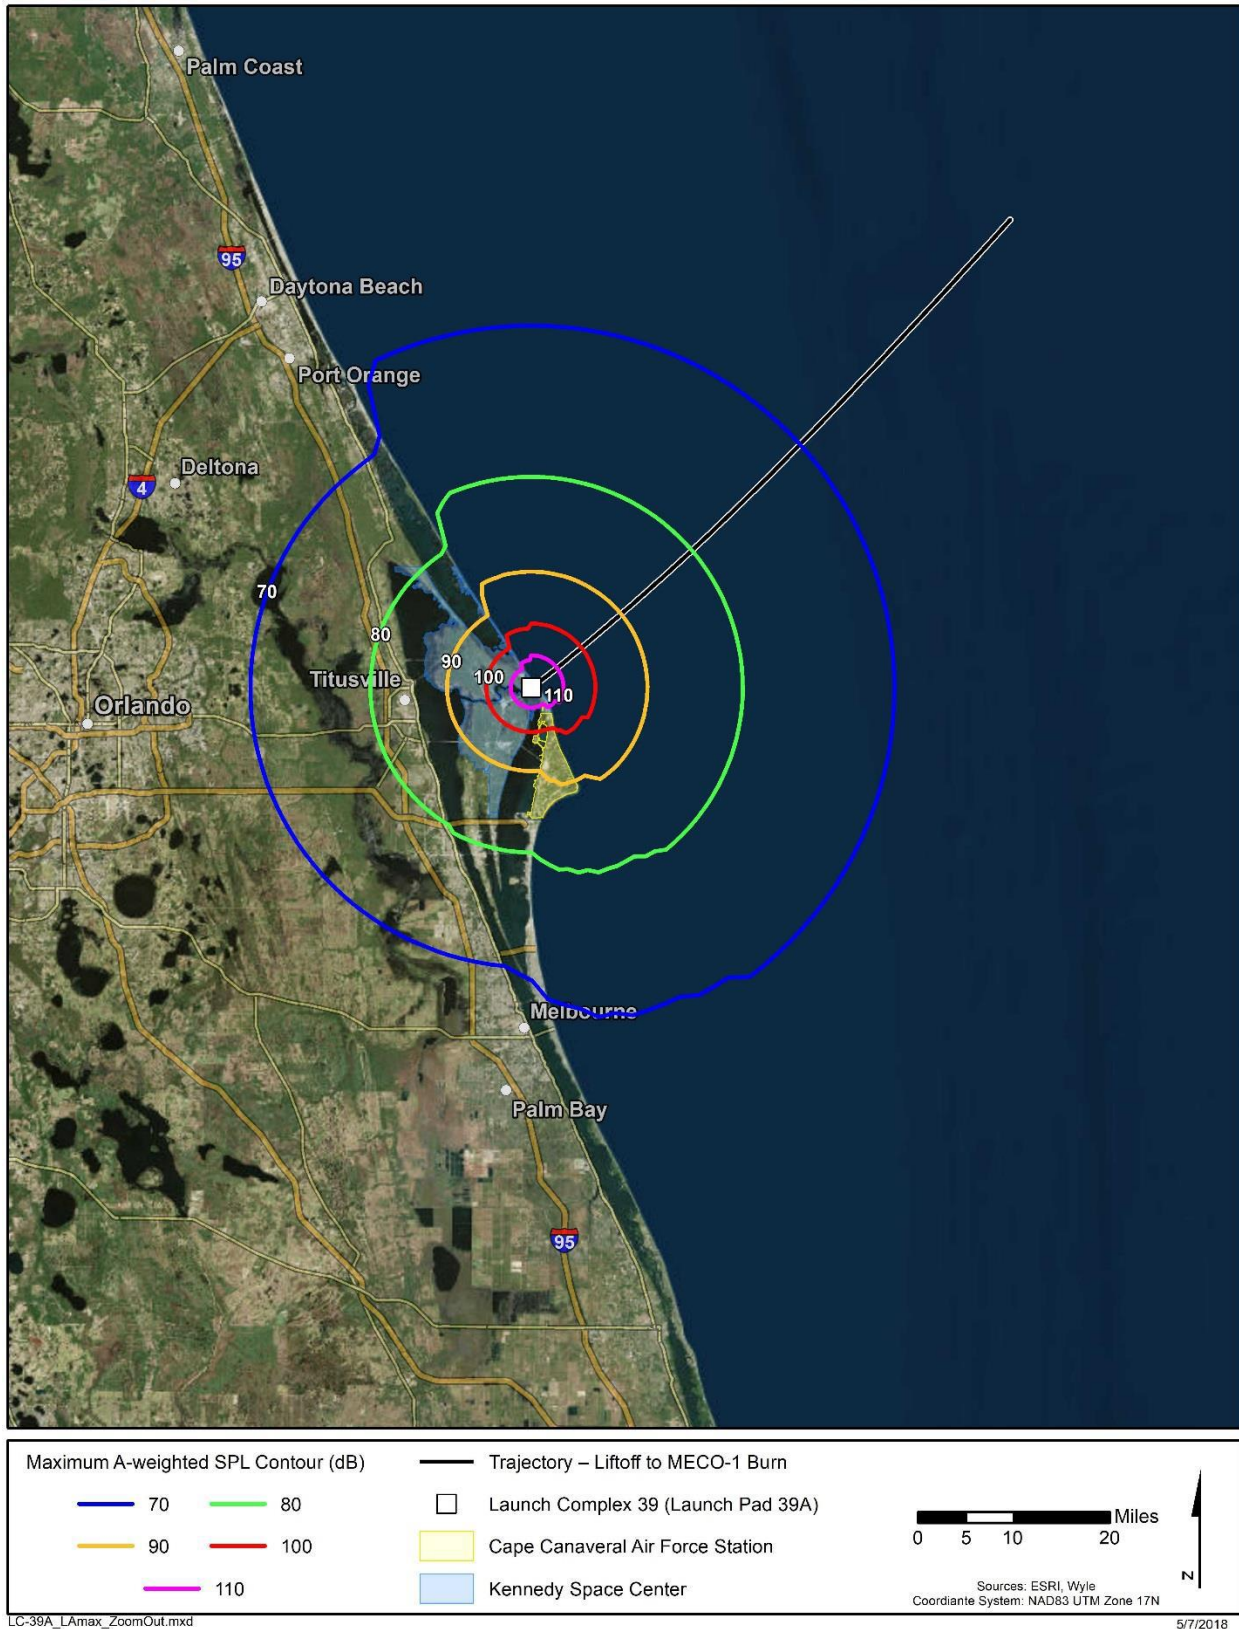 Palm Coast
95
Daytona Beach
Port Orange
Deltona
4
70
80
90
100
110
Titusville
Orlando
Melbourne
Palm Bay
95
Maximum A-weighted SPL Contour (dB)
70
80
90
100
110
Trajectory – Liftoff to MECO-1 Burn
Launch Complex 39 (Launch Pad 39A)
Cape Canaveral Air Force Station
Kennedy Space Center
Miles
0 5 10 20
N
Sources: ESRI, Wyle
Coordiante System: NAD83 UTM Zone 17N
LC-39A_LAmax_ZoomOut.mxd
5/7/2018